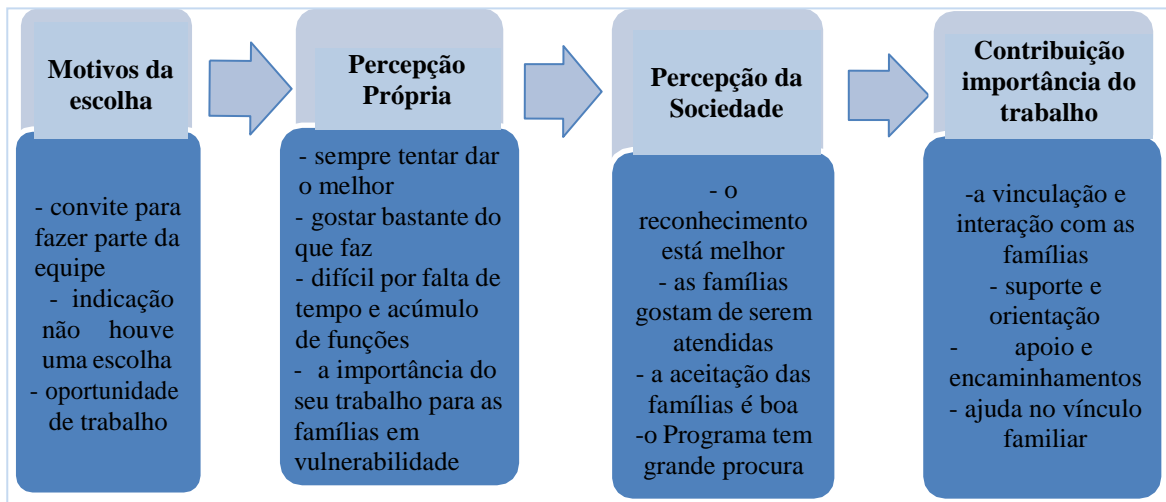 Motivos da
escolha
- convite para
fazer parte da
equipe
- indicação
não houve
uma escolha
- oportunidade
de trabalho
Percepção
Própria
- sempre tentar dar
o melhor
- gostar bastante do
que faz
- difícil por falta de
tempo e acúmulo
de funções
- a importância do
seu trabalho para as
famílias em
vulnerabilidade
Percepção da
Sociedade
- o
reconhecimento
está melhor
- as famílias
gostam de serem
atendidas
- a aceitação das
famílias é boa
-o Programa tem
grande procura
Contribuição
importância do
trabalho
-a vinculação e
interação com as
famílias
- suporte e
orientação
- apoio e
encaminhamentos
- ajuda no vínculo
familiar